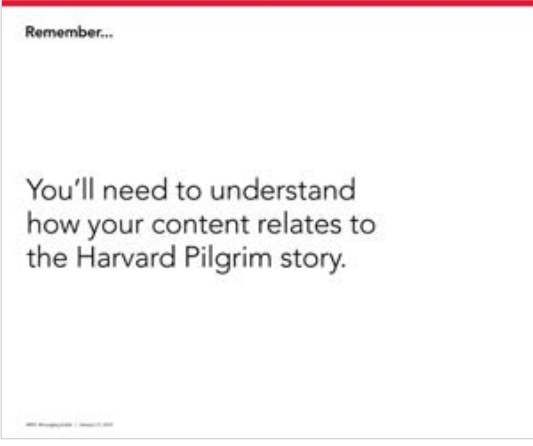 Remember...
You'll need to understand
how your content relates to
the Harvard Pilgrim story.